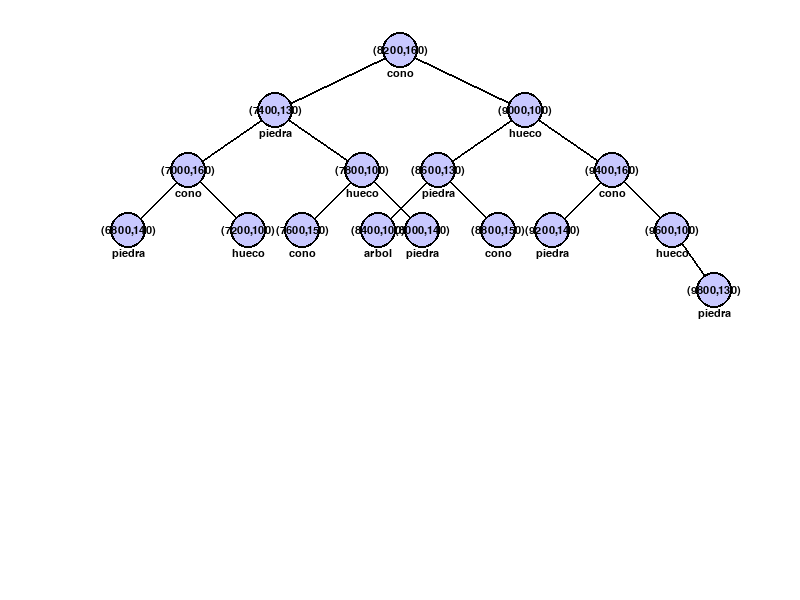 (8200,160)
cono
(7400,130)
piedra
(9000,100)
hueco
(7000,160)
cono
(7800,100)
hueco
(8600,130)
piedra
(9400,160)
cono
(6800,140)
piedra
(7200,100)
hueco
(7600,150)
cono
(8400,100)
arbol
(8000,140)
piedra
(8800,150)
cono
(9200,140)
piedra
(9600,100)
hueco
(9800,130)
piedra